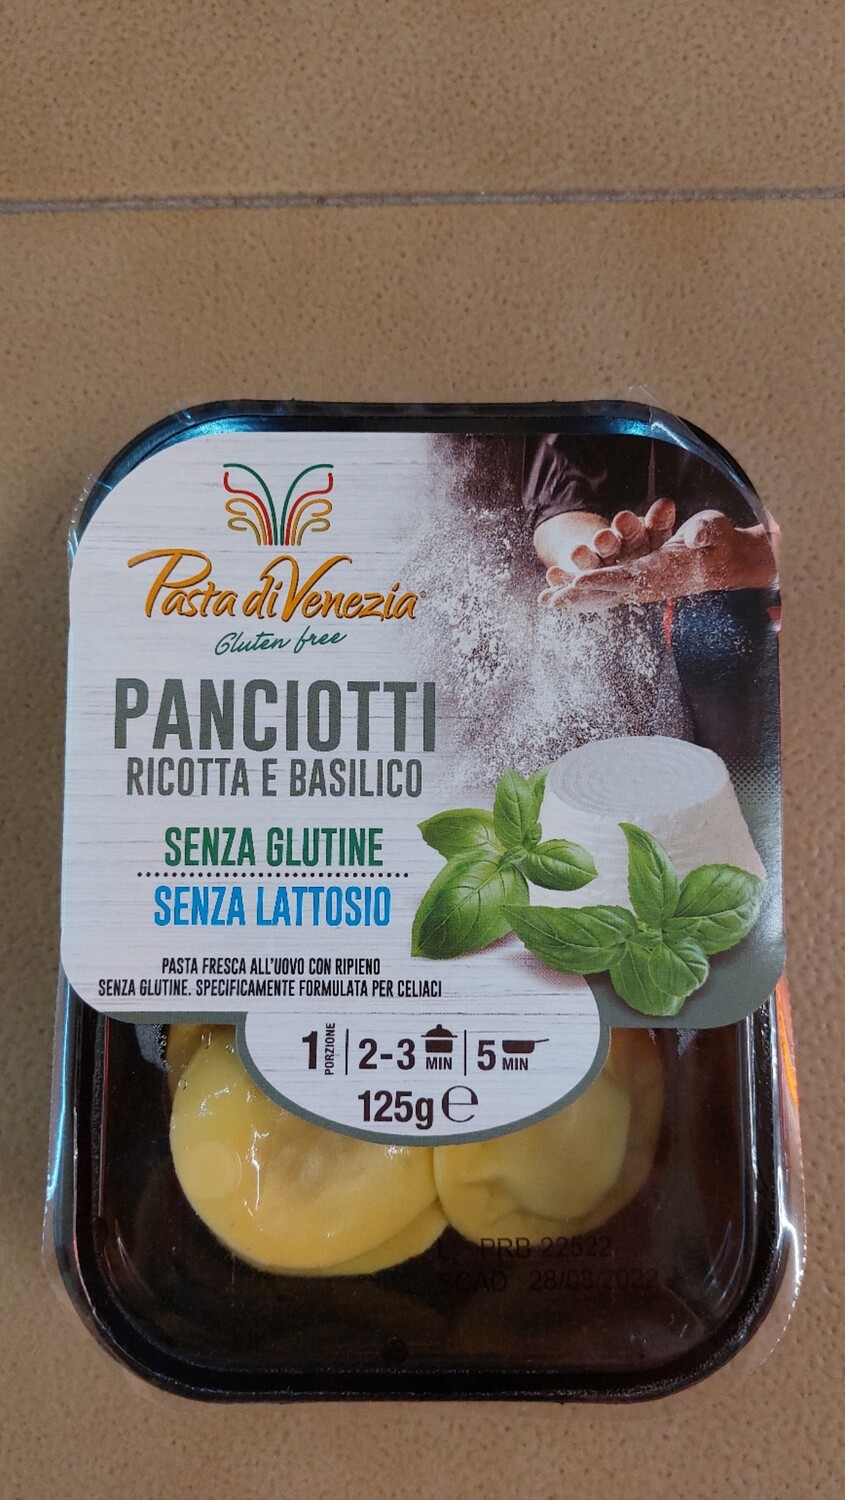 Pasta di Venezia
Gluten free
PANCIOTTI
RICOTTA E BASILICO
SENZA GLUTINE
SENZA LATTOSIO
PASTA FRESCA ALL'UOVO CON RIPIENO
SENZA GLUTINE. SPECIFICAMENTE FORMULATA PER CELIACI
1 PORZIONE 2-3 MIN 5 MIN
125g e
L PRB 22522
SCAD 28/08/2022